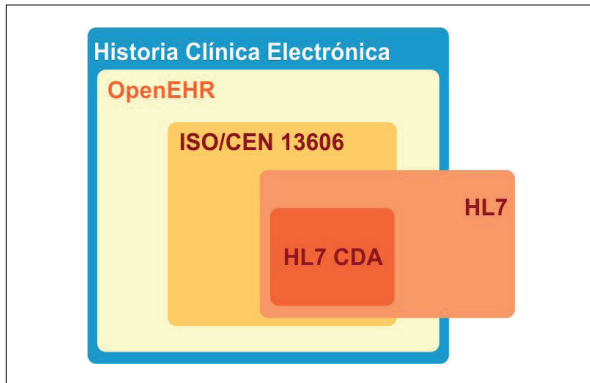 Historia Clínica Electrónica
OpenEHR
ISO/CEN 13606
HL7
HL7 CDA